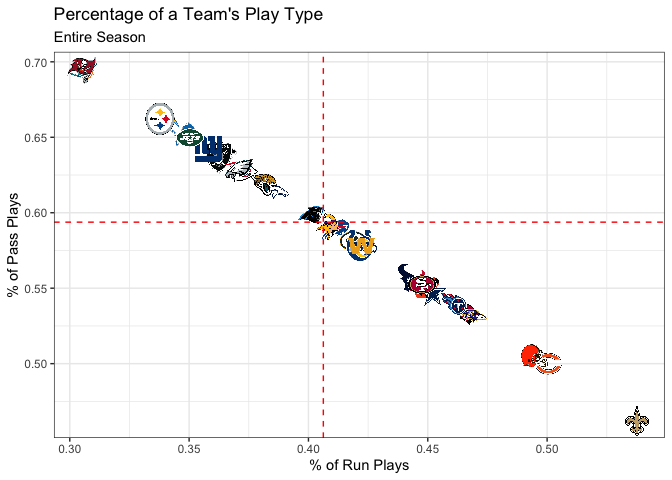 Percentage of a Team's Play Type
Entire Season
% of Pass Plays
0.70
0.65
0.60
0.55
0.50
0.30
0.35
0.40
0.45
0.50
% of Run Plays